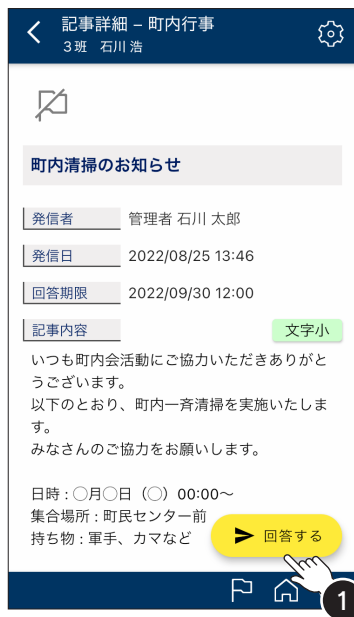 記事詳細 – 町内行事
3班 石川 浩
町内清掃のお知らせ
発信者 管理者 石川 太郎
発信日 2022/08/25 13:46
回答期限 2022/09/30 12:00
記事内容 文字小
いつも町内会活動にご協力いただきありがと
うございます。
以下のとおり、町内一斉清掃を実施いたしま
す。
みなさんのご協力をお願いします。
日時：◯月◯日（◯）00:00〜
集合場所：町民センター前
持ち物：軍手、カマなど
回答する
1